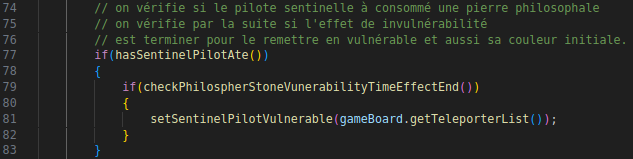 74 // on vérifie si le pilote sentinelle à consommé une pierre philosophale
75 // on vérifie par la suite si l'effet de invulnérabilité
76 // est terminer pour le remettre en vulnérable et aussi sa couleur initiale.
77 if(hasSentinelPilotAte())
78 {
79 if(checkPhilospherStoneVunerabilityTimeEffectEnd())
80 {
81 setSentinelPilotVulnerable(gameBoard.getTeleporterList());
82 }
83 }